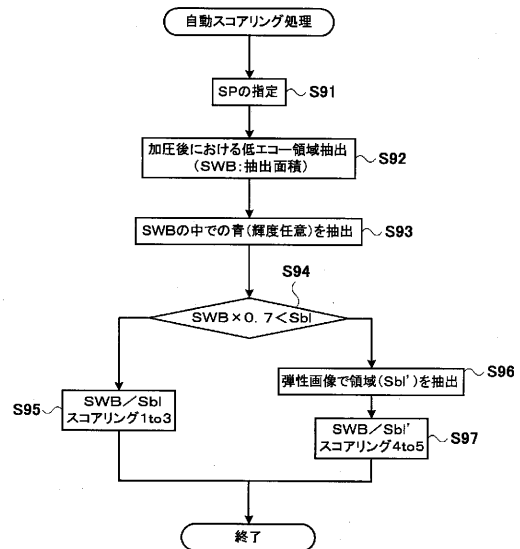 自動スコアリング処理
SPの指定
S91
加圧後における低エコー領域抽出
(SWB:抽出面積)
S92
SWBの中での青(輝度任意)を抽出
S93
S94
SWB×0.7<Sbl
S95
SWB/Sbl
スコアリング1to3
弾性画像で領域(Sbl')を抽出
S96
SWB/Sbl'
スコアリング4to5
S97
終了